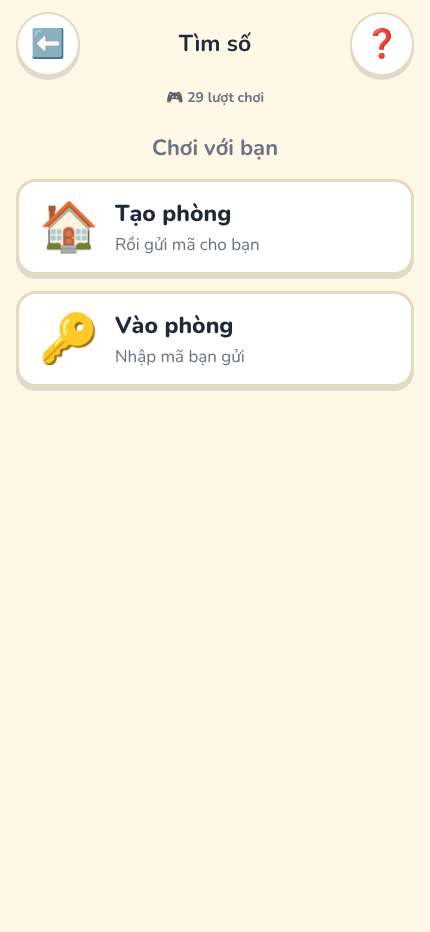 Tìm số
29 lượt chơi
Chơi với bạn
Tạo phòng
Rồi gửi mã cho bạn
Vào phòng
Nhập mã bạn gửi